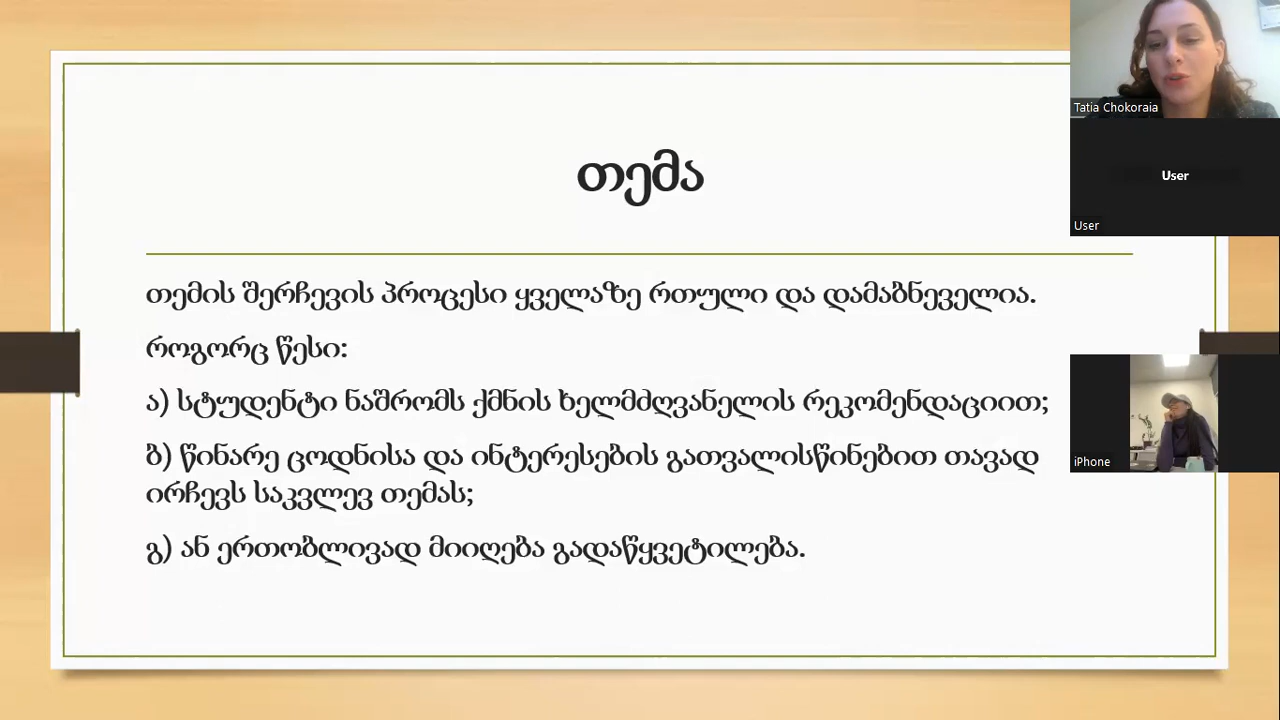 თემა
თემის შერჩევის პროცესი ყველაზე რთული და დამაბნეველია.
როგორც წესი:
ა) სტუდენტი ნაშრომს ქმნის ხელმძღვანელის რეკომენდაციით;
ბ) წინარე ცოდნისა და ინტერესების გათვალისწინებით თავად
ირჩევს საკვლევ თემას;
გ) ან ერთობლივად მიიღება გადაწყვეტილება.
Tatia Chokoraia
User
User
iPhone